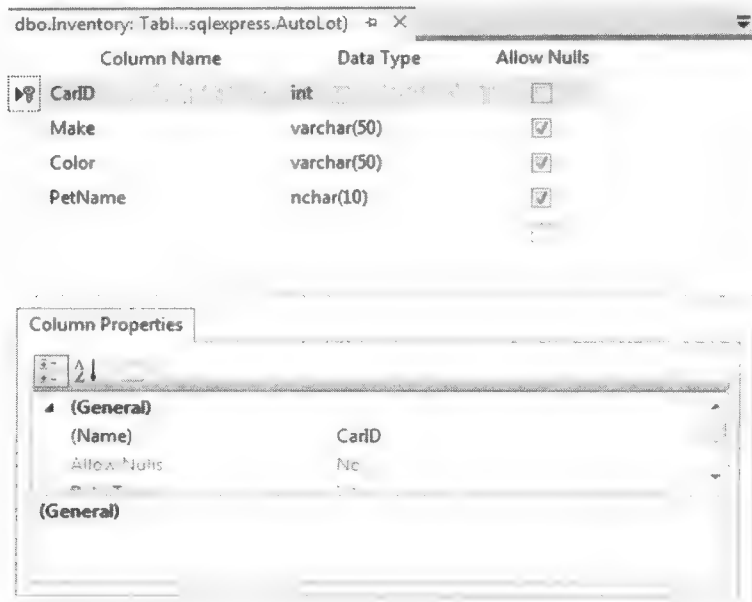 dbo.Inventory: Tabl...sqlexpress.AutoLot)
Column Name Data Type Allow Nulls
CarID int
Make varchar(50)
Color varchar(50)
PetName nchar(10)
Column Properties
(General)
(Name) CarID
Allow Nulls No
(General)